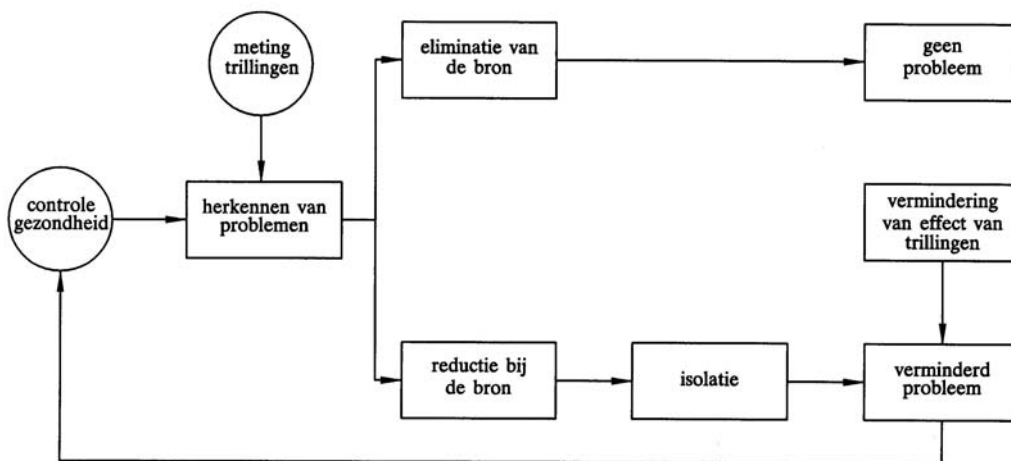 meting
trillingen
eliminatie van
de bron
geen
probleem
controle
gezondheid
herkennen van
problemen
vermindering
van effect van
trillingen
reductie bij
de bron
isolatie
verminderd
probleem